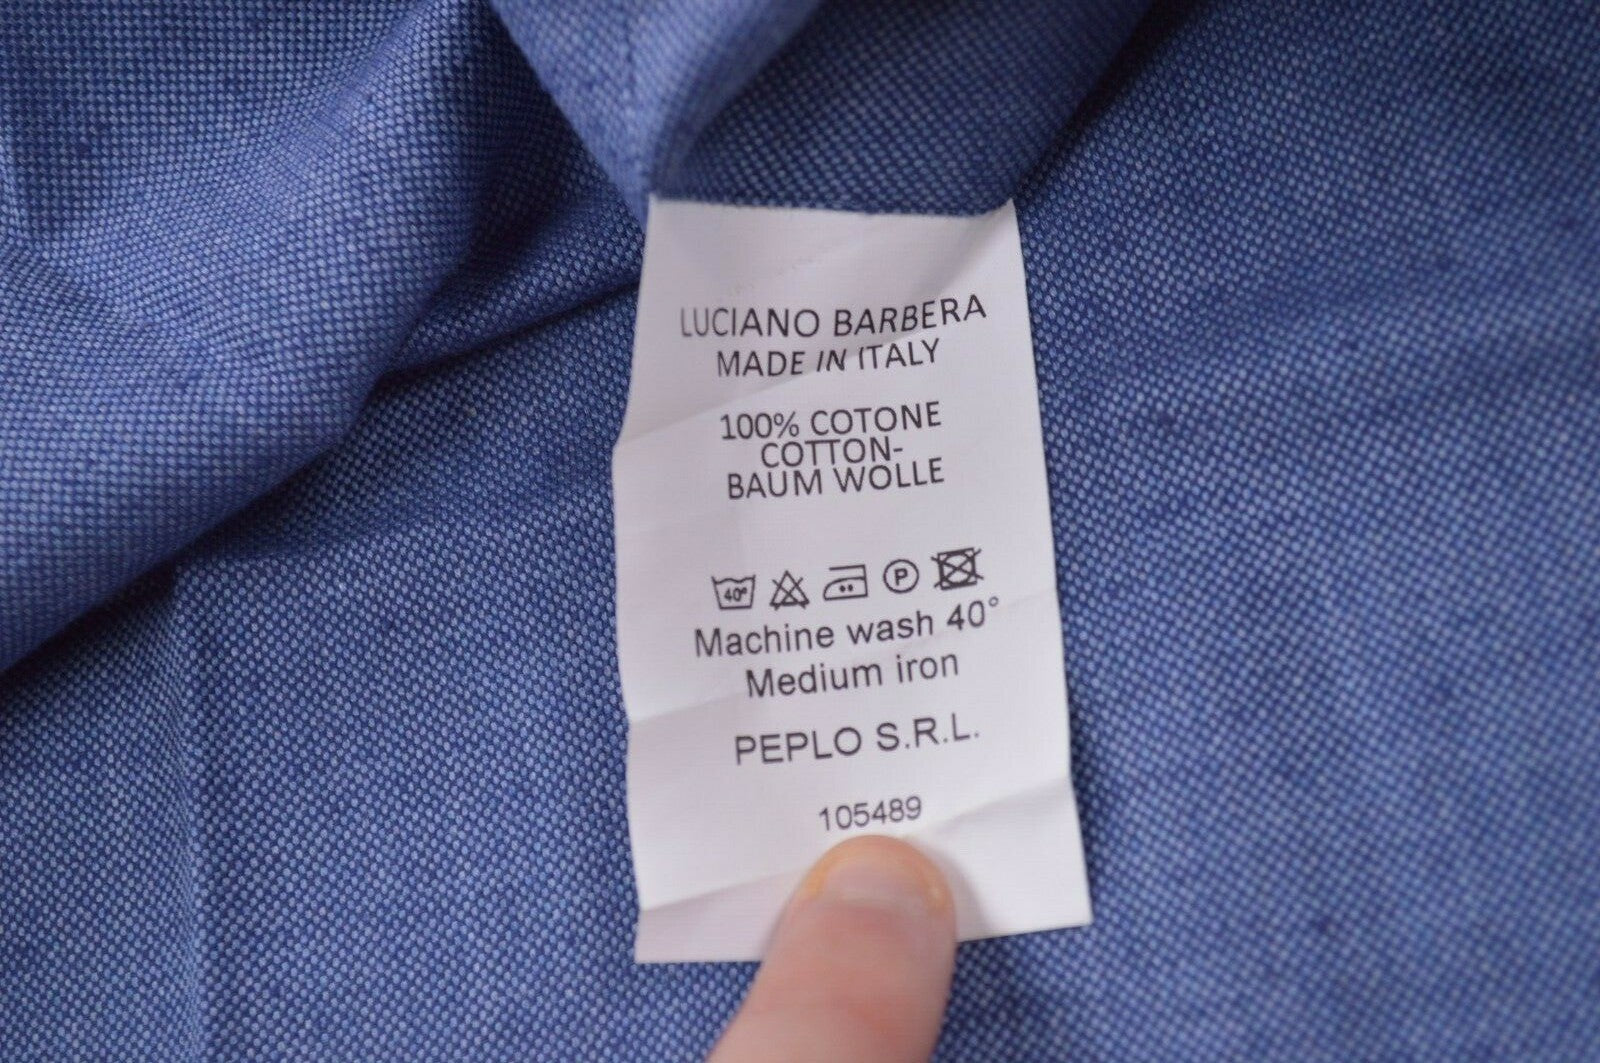 LUCIANO BARBERA
MADE IN ITALY
100% COTONE
COTTON-
BAUM WOLLE
40° P
Machine wash 40°
Medium iron
PEPLO S.R.L.
105489